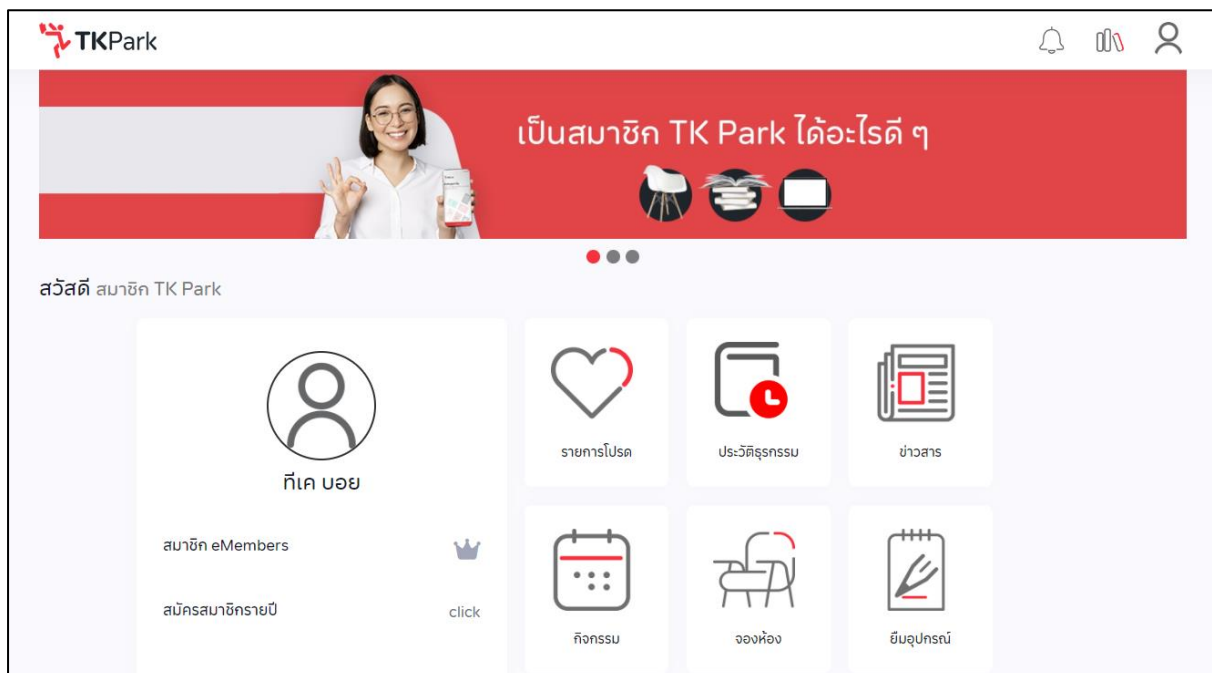 TKPark
เป็นสมาชิก TK Park ได้อะไรดี ๆ
สวัสดี สมาชิก TK Park
ทีเค บอย
สมาชิก eMembers
สมัครสมาชิกรายปี click
รายการโปรด
ประวัติธุรกรรม
ข่าวสาร
กิจกรรม
จองห้อง
ยืมอุปกรณ์